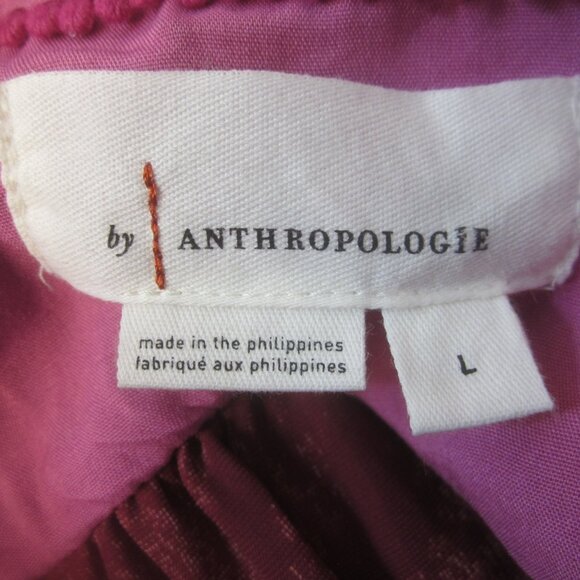 by ANTHROPOLOGiE
made in the philippines
fabriqué aux philippines
L